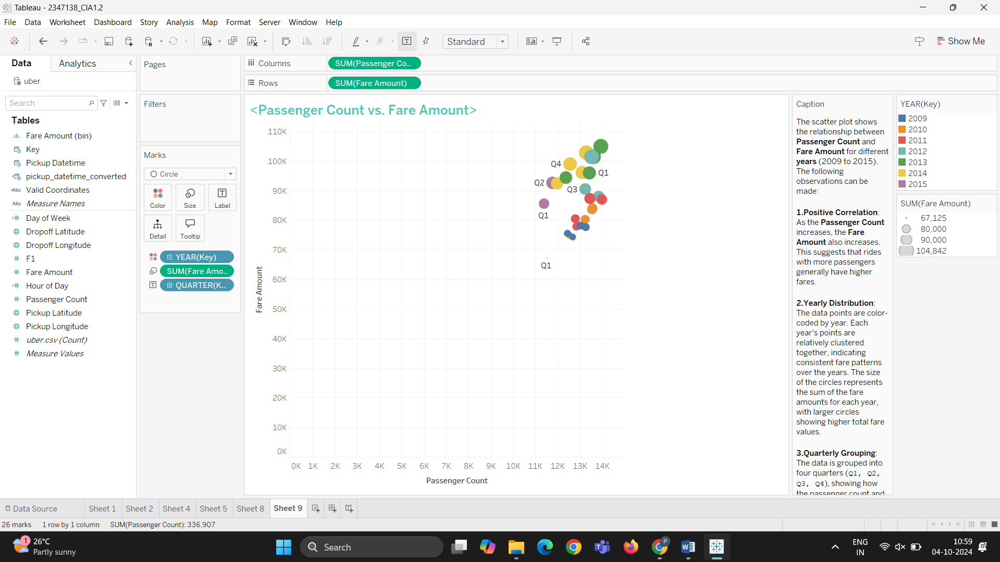 Tableau - 2347138_CIA1.2
File Data Worksheet Dashboard Story Analysis Map Format Server Window Help
Standard
Show Me
Data
Analytics
uber
Search
Tables
Fare Amount (bin)
Key
Pickup Datetime
pickup_datetime_converted
Abc Valid Coordinates
Abc Measure Names
Day of Week
Dropoff Latitude
Dropoff Longitude
F1
Fare Amount
Hour of Day
Passenger Count
Pickup Latitude
Pickup Longitude
uber.csv (Count)
Measure Values
Pages
Filters
Marks
Circle
Color Size Label
Detail Tooltip
YEAR(Key)
SUM(Fare Amo..
QUARTER(K..
Columns SUM(Passenger Co..
Rows SUM(Fare Amount)
<Passenger Count vs. Fare Amount>
110K
100K
90K
80K
70K
60K
50K
40K
30K
20K
10K
0K
Fare Amount
Q4
Q1
Q2
Q3
Q1
Q1
0K 1K 2K 3K 4K 5K 6K 7K 8K 9K 10K 11K 12K 13K 14K
Passenger Count
Caption
The scatter plot shows
the relationship between
Passenger Count and
Fare Amount for different
years (2009 to 2015).
The following
observations can be
made:
1.Positive Correlation:
As the Passenger Count
increases, the Fare
Amount also increases.
This suggests that rides
with more passengers
generally have higher
fares.
2.Yearly Distribution:
The data points are color-
coded by year. Each
year's points are
relatively clustered
together, indicating
consistent fare patterns
over the years. The size
of the circles represents
the sum of the fare
amounts for each year,
with larger circles
showing higher total fare
values.
3.Quarterly Grouping:
The data is grouped into
four quarters (Q1, Q2,
Q3, Q4), showing how
the passenger count and
YEAR(Key)
2009
2010
2011
2012
2013
2014
2015
SUM(Fare Amount)
67,125
80,000
90,000
104,842
Data Source Sheet 1 Sheet 2 Sheet 4 Sheet 5 Sheet 8 Sheet 9
26 marks 1 row by 1 column SUM(Passenger Count): 336,907
1
26°C
Partly sunny
Search
P
ENG
IN
10:59
04-10-2024